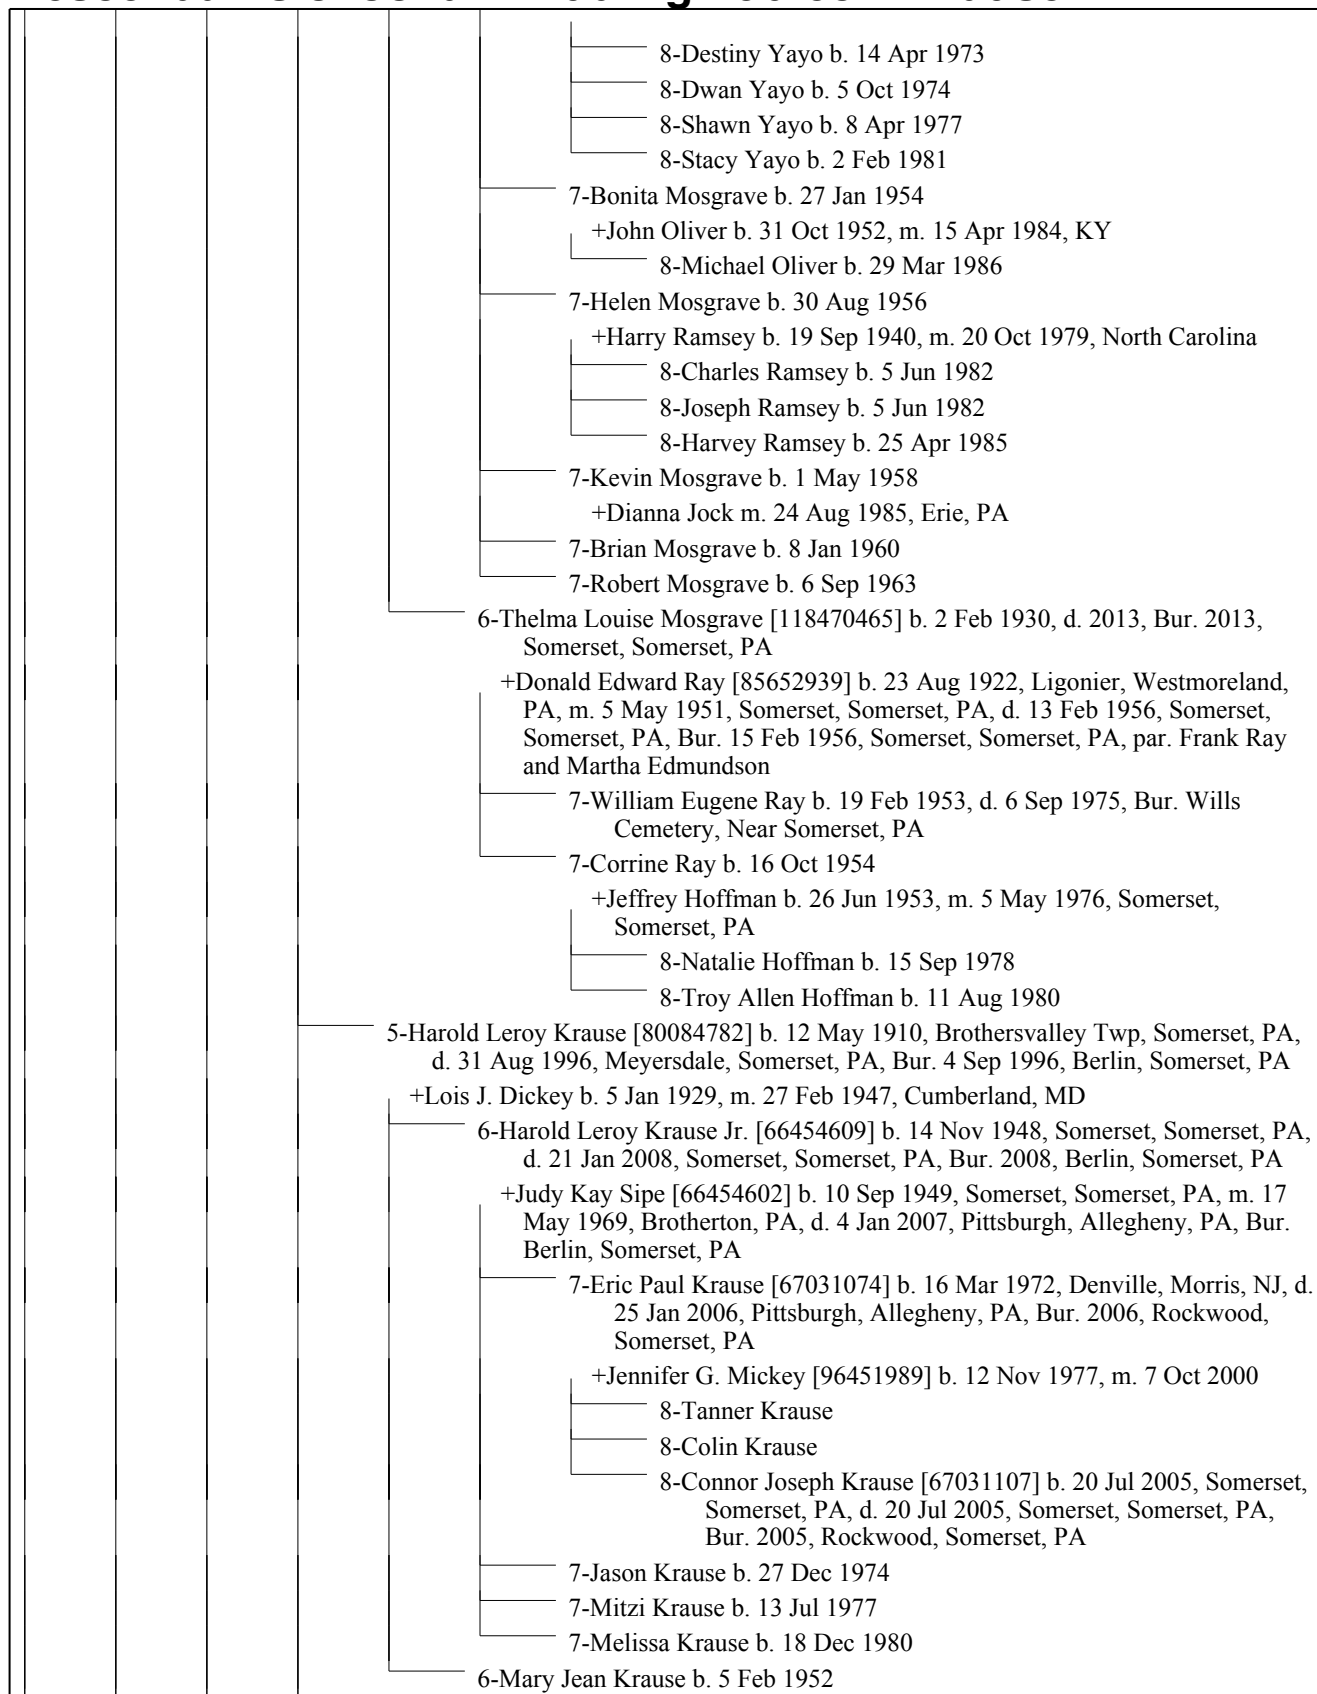 8-Destiny Yayo b. 14 Apr 1973
8-Dwan Yayo b. 5 Oct 1974
8-Shawn Yayo b. 8 Apr 1977
8-Stacy Yayo b. 2 Feb 1981
7-Bonita Mosgrave b. 27 Jan 1954
+John Oliver b. 31 Oct 1952, m. 15 Apr 1984, KY
8-Michael Oliver b. 29 Mar 1986
7-Helen Mosgrave b. 30 Aug 1956
+Harry Ramsey b. 19 Sep 1940, m. 20 Oct 1979, North Carolina
8-Charles Ramsey b. 5 Jun 1982
8-Joseph Ramsey b. 5 Jun 1982
8-Harvey Ramsey b. 25 Apr 1985
7-Kevin Mosgrave b. 1 May 1958
+Dianna Jock m. 24 Aug 1985, Erie, PA
7-Brian Mosgrave b. 8 Jan 1960
7-Robert Mosgrave b. 6 Sep 1963
6-Thelma Louise Mosgrave [118470465] b. 2 Feb 1930, d. 2013, Bur. 2013,
Somerset, Somerset, PA
+Donald Edward Ray [85652939] b. 23 Aug 1922, Ligonier, Westmoreland,
PA, m. 5 May 1951, Somerset, Somerset, PA, d. 13 Feb 1956, Somerset,
Somerset, PA, Bur. 15 Feb 1956, Somerset, Somerset, PA, par. Frank Ray
and Martha Edmundson
7-William Eugene Ray b. 19 Feb 1953, d. 6 Sep 1975, Bur. Wills
Cemetery, Near Somerset, PA
7-Corrine Ray b. 16 Oct 1954
+Jeffrey Hoffman b. 26 Jun 1953, m. 5 May 1976, Somerset,
Somerset, PA
8-Natalie Hoffman b. 15 Sep 1978
8-Troy Allen Hoffman b. 11 Aug 1980
5-Harold Leroy Krause [80084782] b. 12 May 1910, Brothersvalley Twp, Somerset, PA,
d. 31 Aug 1996, Meyersdale, Somerset, PA, Bur. 4 Sep 1996, Berlin, Somerset, PA
+Lois J. Dickey b. 5 Jan 1929, m. 27 Feb 1947, Cumberland, MD
6-Harold Leroy Krause Jr. [66454609] b. 14 Nov 1948, Somerset, Somerset, PA,
d. 21 Jan 2008, Somerset, Somerset, PA, Bur. 2008, Berlin, Somerset, PA
+Judy Kay Sipe [66454602] b. 10 Sep 1949, Somerset, Somerset, PA, m. 17
May 1969, Brotherton, PA, d. 4 Jan 2007, Pittsburgh, Allegheny, PA, Bur.
Berlin, Somerset, PA
7-Eric Paul Krause [67031074] b. 16 Mar 1972, Denville, Morris, NJ, d.
25 Jan 2006, Pittsburgh, Allegheny, PA, Bur. 2006, Rockwood,
Somerset, PA
+Jennifer G. Mickey [96451989] b. 12 Nov 1977, m. 7 Oct 2000
8-Tanner Krause
8-Colin Krause
8-Connor Joseph Krause [67031107] b. 20 Jul 2005, Somerset,
Somerset, PA, d. 20 Jul 2005, Somerset, Somerset, PA,
Bur. 2005, Rockwood, Somerset, PA
7-Jason Krause b. 27 Dec 1974
7-Mitzi Krause b. 13 Jul 1977
7-Melissa Krause b. 18 Dec 1980
6-Mary Jean Krause b. 5 Feb 1952